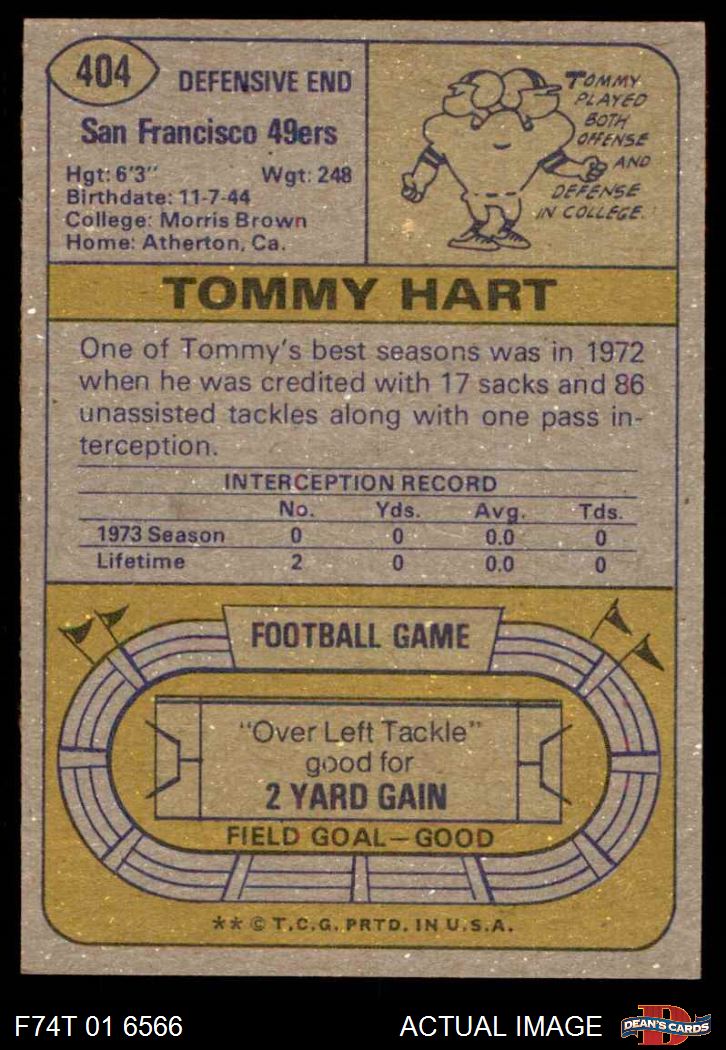 404
DEFENSIVE END
San Francisco 49ers
Hgt: 6'3" Wgt: 248
Birthdate: 11-7-44
College: Morris Brown
Home: Atherton, Ca.
TOMMY
PLAYED
BOTH
OFFENSE
AND
DEFENSE
IN COLLEGE.
TOMMY HART
One of Tommy's best seasons was in 1972
when he was credited with 17 sacks and 86
unassisted tackles along with one pass in-
terception.
INTERCEPTION RECORD
No. Yds. Avg. Tds.
1973 Season 0 0 0.0 0
Lifetime 2 0 0.0 0
FOOTBALL GAME
"Over Left Tackle"
good for
2 YARD GAIN
FIELD GOAL—GOOD
** © T.C.G. PRTD. IN U.S.A.
F74T 01 6566 ACTUAL IMAGE
D
DEAN'S CARDS